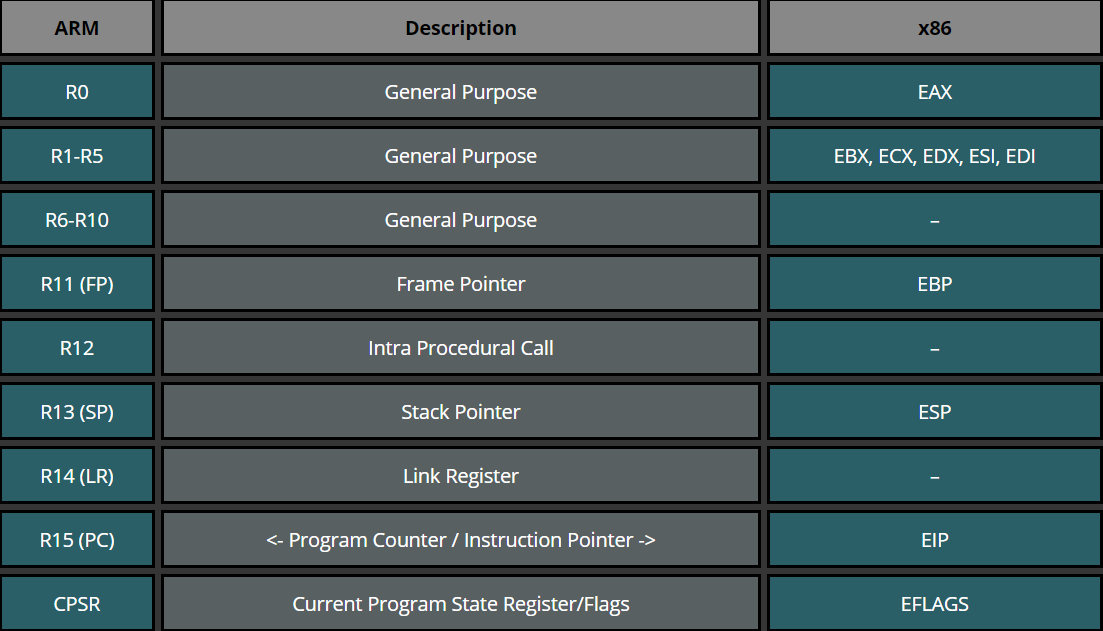 ARM Description x86
R0 General Purpose EAX
R1-R5 General Purpose EBX, ECX, EDX, ESI, EDI
R6-R10 General Purpose –
R11 (FP) Frame Pointer EBP
R12 Intra Procedural Call –
R13 (SP) Stack Pointer ESP
R14 (LR) Link Register –
R15 (PC) <- Program Counter / Instruction Pointer -> EIP
CPSR Current Program State Register/Flags EFLAGS